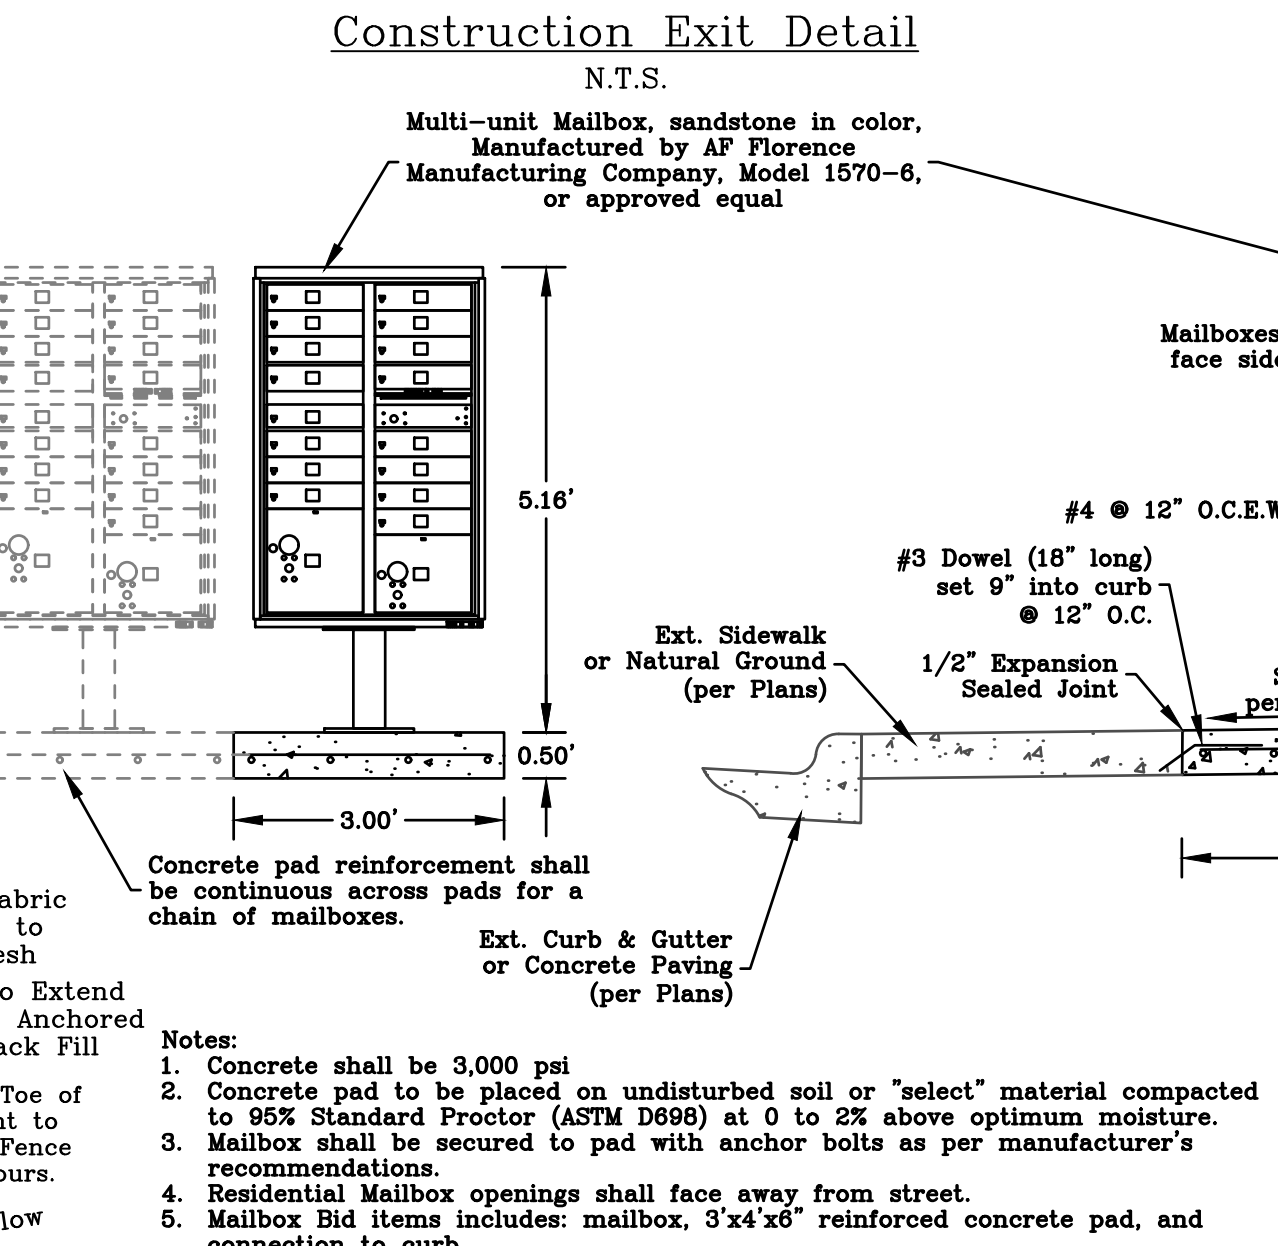 Construction Exit Detail
N.T.S.
Multi-unit Mailbox, sandstone in color,
Manufactured by AF Florence
Manufacturing Company, Model 1570-6,
or approved equal
Mailboxes
face side
5.16'
#4 @ 12" O.C.E.W
#3 Dowel (18" long)
set 9" into curb
@ 12" O.C.
Ext. Sidewalk
or Natural Ground
(per Plans)
1/2" Expansion
Sealed Joint
S
per
0.50'
3.00'
Concrete pad reinforcement shall
be continuous across pads for a
chain of mailboxes.
Ext. Curb & Gutter
or Concrete Paving
(per Plans)
abric
to
esh
o Extend
Anchored
ack Fill
Toe of
nt to
Fence
ours.
low
Notes:
1. Concrete shall be 3,000 psi
2. Concrete pad to be placed on undisturbed soil or "select" material compacted
to 95% Standard Proctor (ASTM D698) at 0 to 2% above optimum moisture.
3. Mailbox shall be secured to pad with anchor bolts as per manufacturer's
recommendations.
4. Residential Mailbox openings shall face away from street.
5. Mailbox Bid items includes: mailbox, 3'x4'x6" reinforced concrete pad, and
connection to curb